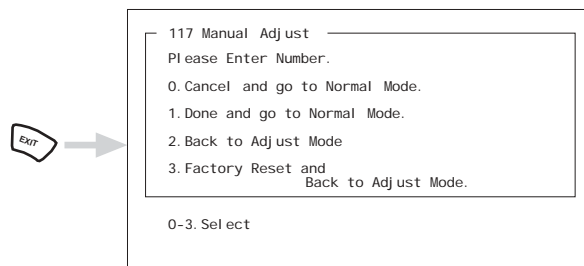 117 Manual Adjust
Please Enter Number.
0.Cancel and go to Normal Mode.
1.Done and go to Normal Mode.
EXIT
2.Back to Adjust Mode
3.Factory Reset and
Back to Adjust Mode.
0-3.Select